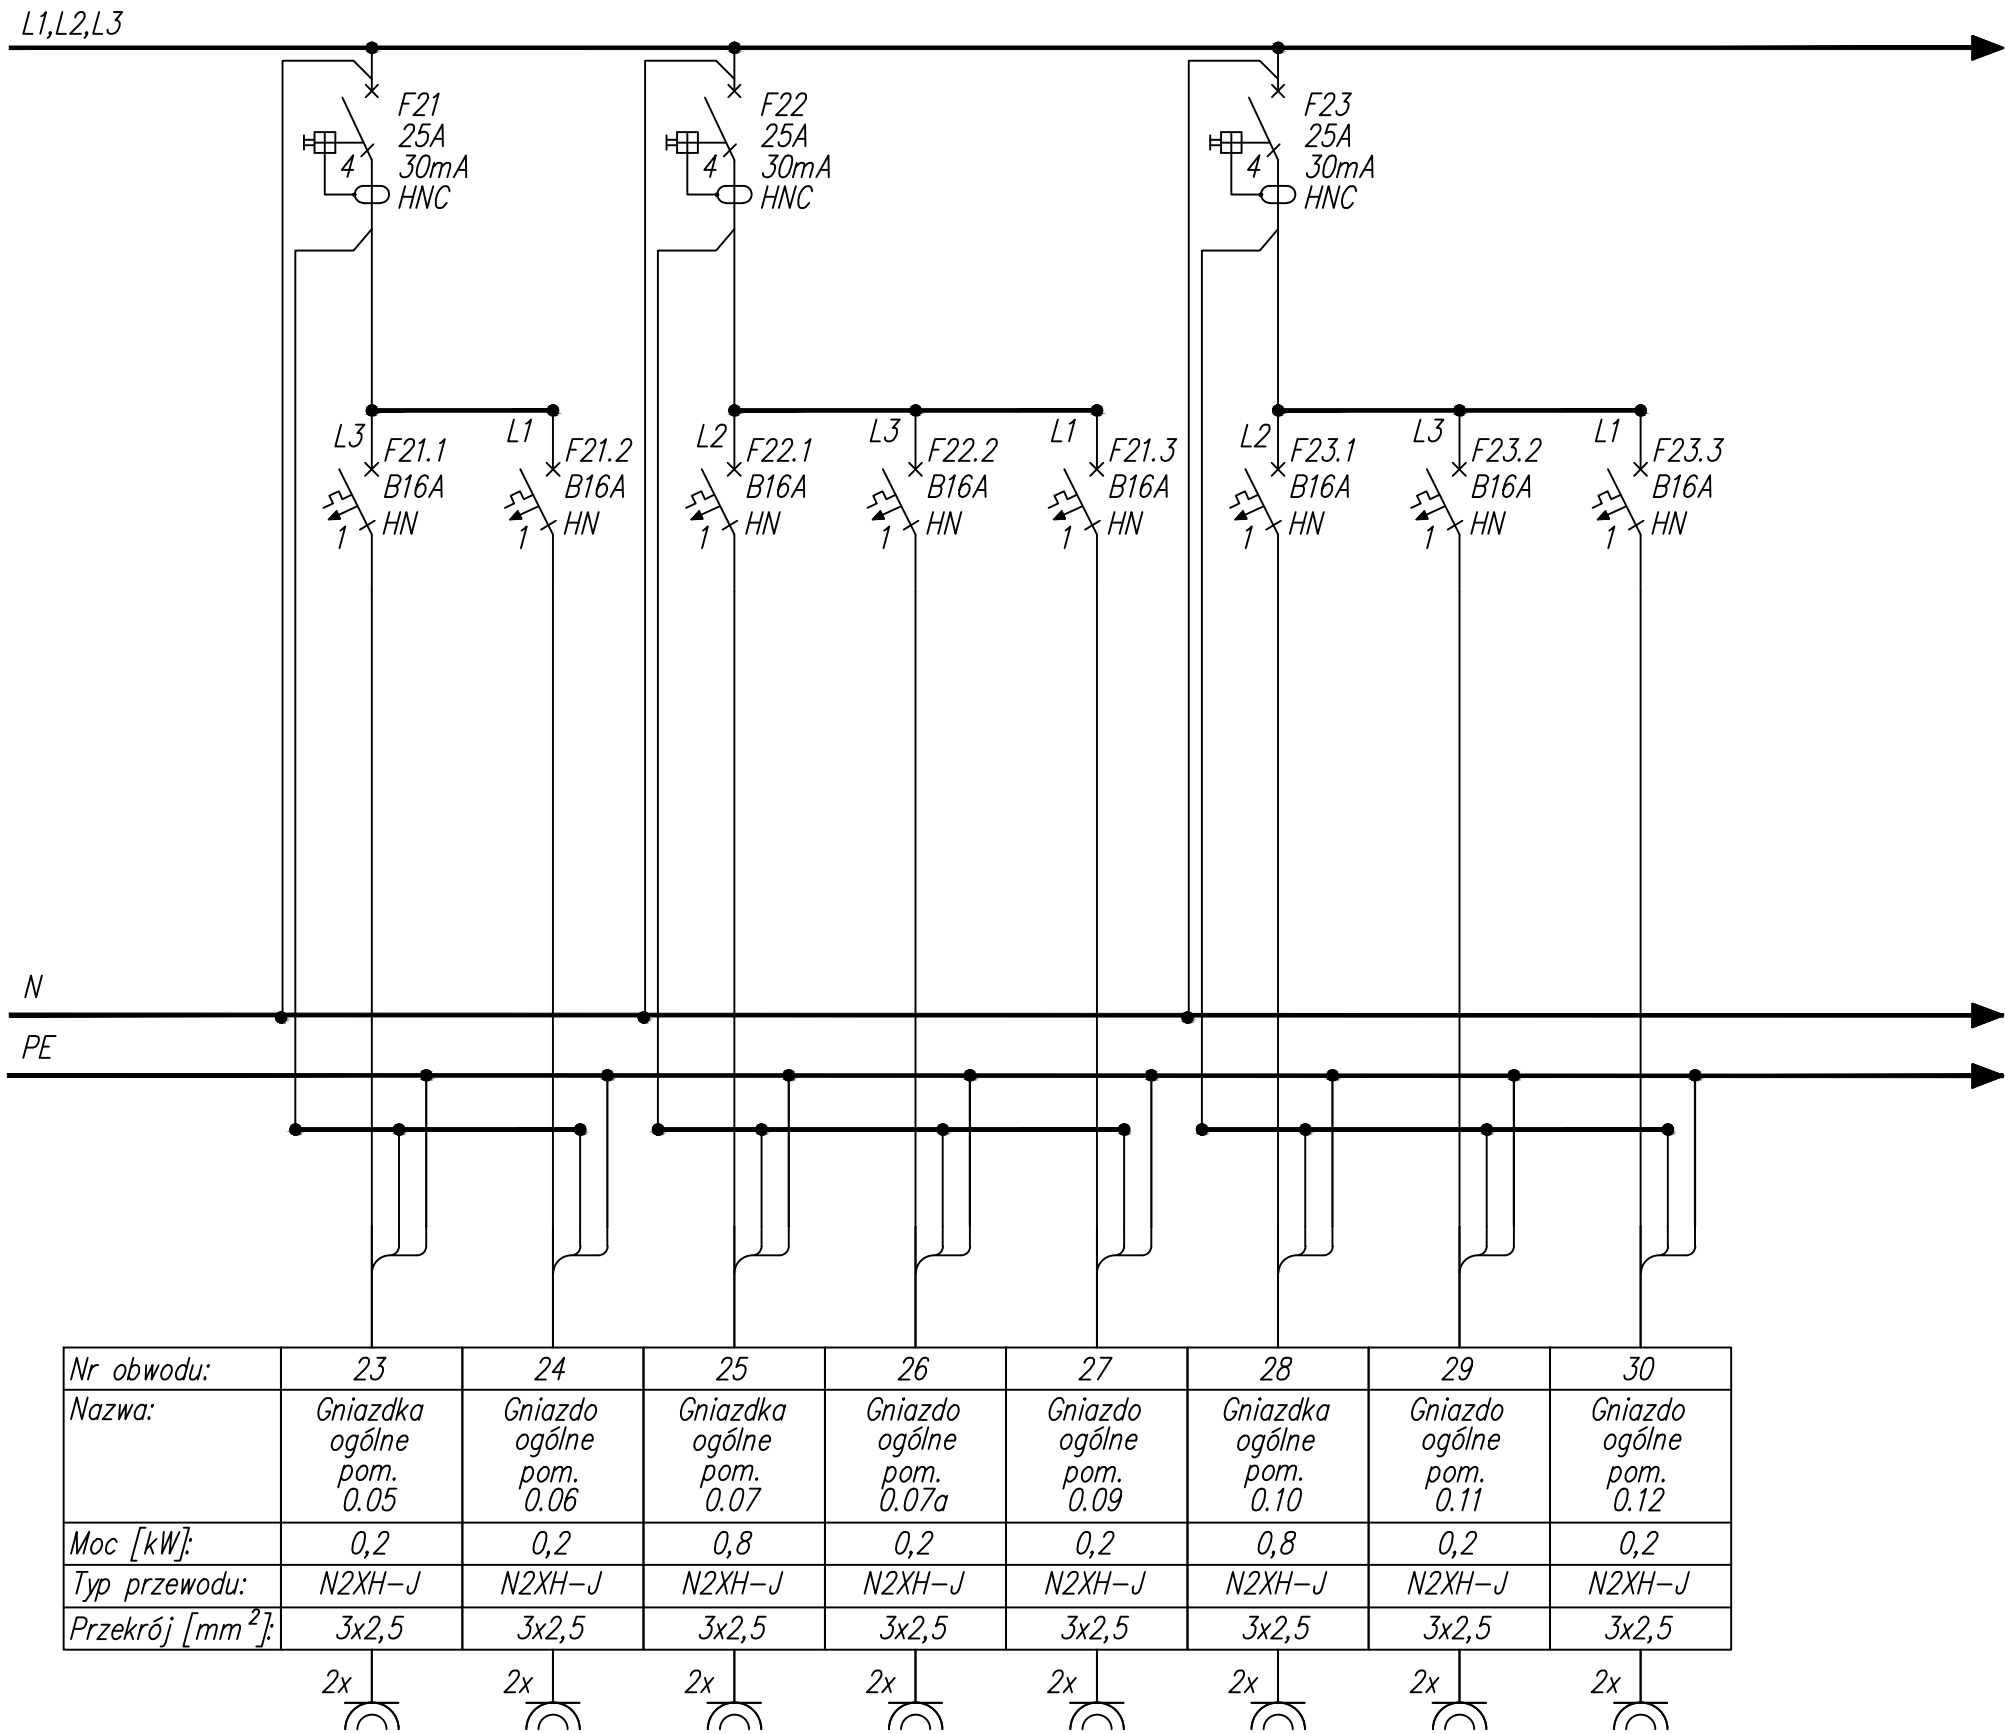 L1,L2,L3
F21
25A
4 30mA
HNC
F22
25A
4 30mA
HNC
F23
25A
4 30mA
HNC
L3
F21.1
B16A
1 HN
L1
F21.2
B16A
1 HN
L2
F22.1
B16A
1 HN
L3
F22.2
B16A
1 HN
L1
F21.3
B16A
1 HN
L2
F23.1
B16A
1 HN
L3
F23.2
B16A
1 HN
L1
F23.3
B16A
1 HN
N
PE
Nr obwodu: 23 24 25 26 27 28 29 30
Nazwa: Gniazdka Gniazdo Gniazdka Gniazdo Gniazdo Gniazdka Gniazdo Gniazdo
ogólne ogólne ogólne ogólne ogólne ogólne ogólne ogólne
pom. pom. pom. pom. pom. pom. pom. pom.
0.05 0.06 0.07 0.07a 0.09 0.10 0.11 0.12
Moc [kW]: 0,2 0,2 0,8 0,2 0,2 0,8 0,2 0,2
Typ przewodu: N2XH-J N2XH-J N2XH-J N2XH-J N2XH-J N2XH-J N2XH-J N2XH-J
Przekrój [mm²]: 3x2,5 3x2,5 3x2,5 3x2,5 3x2,5 3x2,5 3x2,5 3x2,5
2x 2x 2x 2x 2x 2x 2x 2x